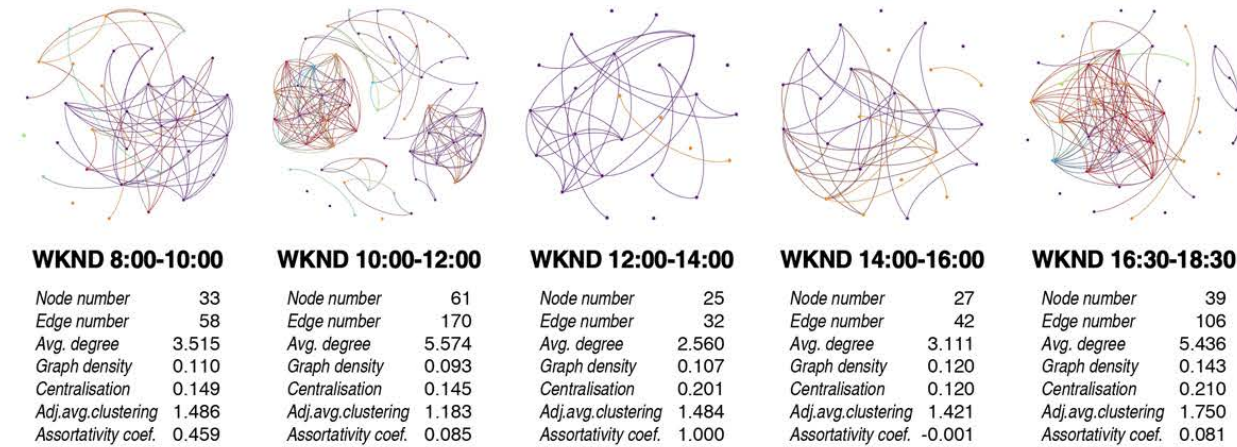 WKND 8:00-10:00 WKND 10:00-12:00 WKND 12:00-14:00 WKND 14:00-16:00 WKND 16:30-18:30
Node number 33 Node number 61 Node number 25 Node number 27 Node number 39
Edge number 58 Edge number 170 Edge number 32 Edge number 42 Edge number 106
Avg. degree 3.515 Avg. degree 5.574 Avg. degree 2.560 Avg. degree 3.111 Avg. degree 5.436
Graph density 0.110 Graph density 0.093 Graph density 0.107 Graph density 0.120 Graph density 0.143
Centralisation 0.149 Centralisation 0.145 Centralisation 0.201 Centralisation 0.120 Centralisation 0.210
Adj.avg.clustering 1.486 Adj.avg.clustering 1.183 Adj.avg.clustering 1.484 Adj.avg.clustering 1.421 Adj.avg.clustering 1.750
Assortativity coef. 0.459 Assortativity coef. 0.085 Assortativity coef. 1.000 Assortativity coef. -0.001 Assortativity coef. 0.081